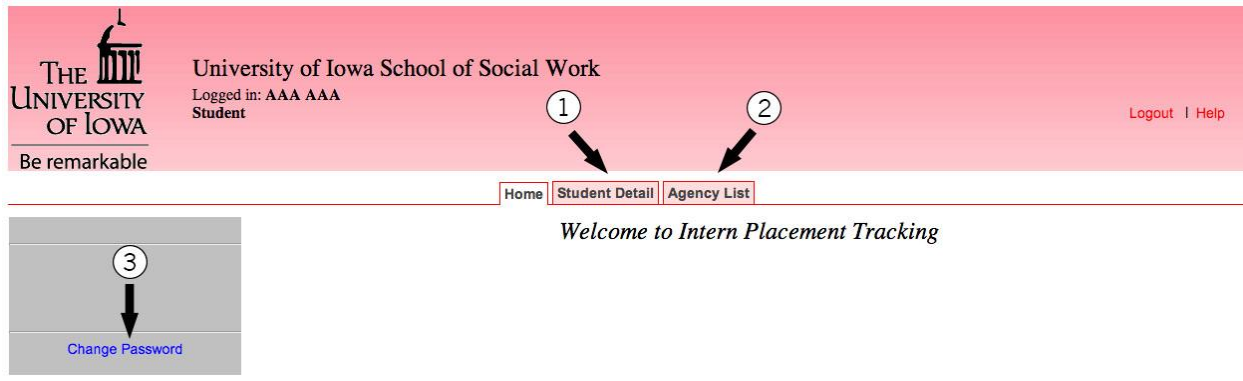 THE
UNIVERSITY
OF IOWA
Be remarkable
University of Iowa School of Social Work
Logged in: AAA AAA
Student
1
2
Logout | Help
Home Student Detail Agency List
Welcome to Intern Placement Tracking
3
Change Password